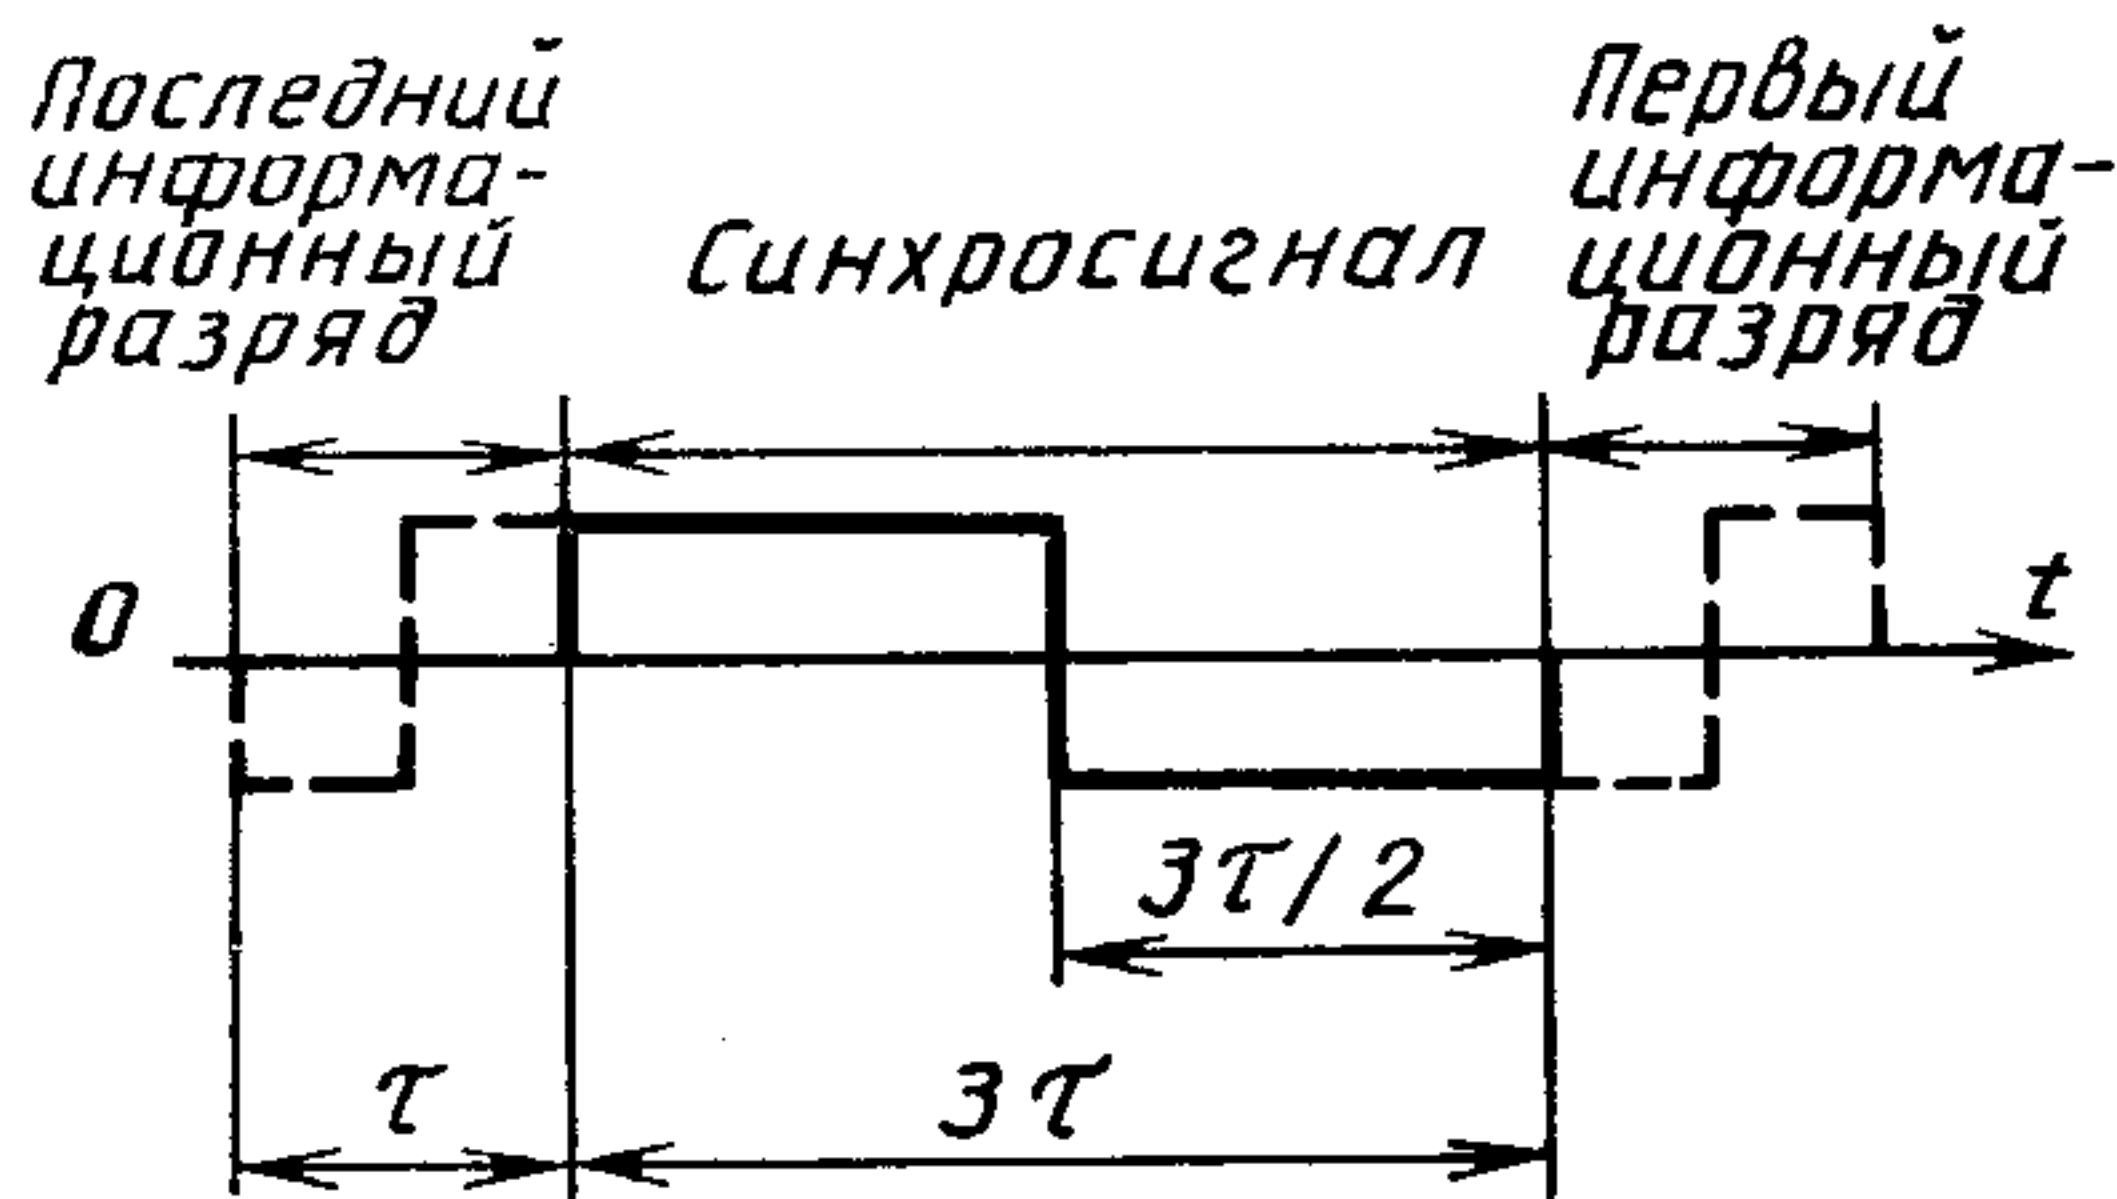 Последний
информа-
ционный
разряд
Синхросигнал
Первый
информа-
ционный
разряд
0
t
3τ/2
τ
3τ